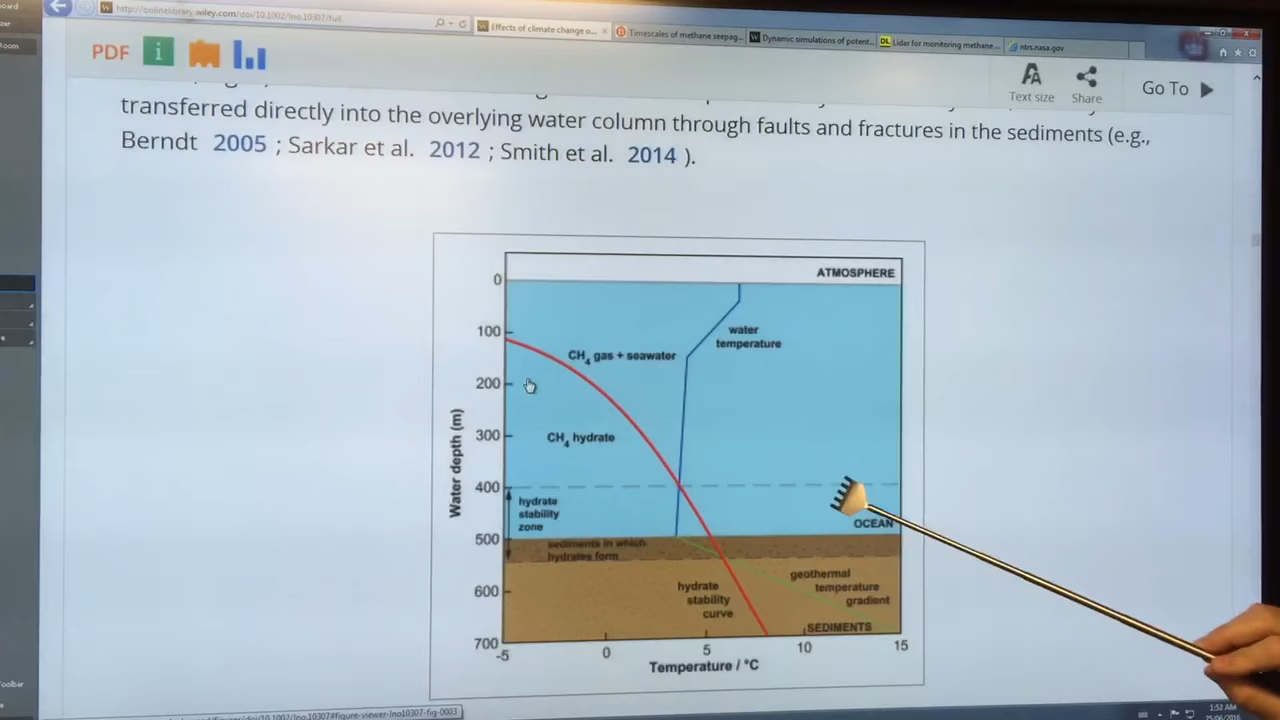 http://onlinelibrary.wiley.com/doi/10.1002/lno.10307/full
Effects of climate change o...
Timescales of methane seepag...
Dynamic simulations of potent...
DL Lidar for monitoring methane ...
ntrs.nasa.gov
Room
PDF
Text size
Share
Go To
transferred directly into the overlying water column through faults and fractures in the sediments (e.g.,
Berndt 2005 ; Sarkar et al. 2012 ; Smith et al. 2014 ).
ATMOSPHERE
0
100
200
300
400
500
600
700
Water depth (m)
water
temperature
CH4 gas + seawater
CH4 hydrate
hydrate
stability
zone
OCEAN
sediments in which
hydrates form
geothermal
temperature
gradient
hydrate
stability
curve
SEDIMENTS
-5
0
5
10
15
Temperature / °C
1:52 AM